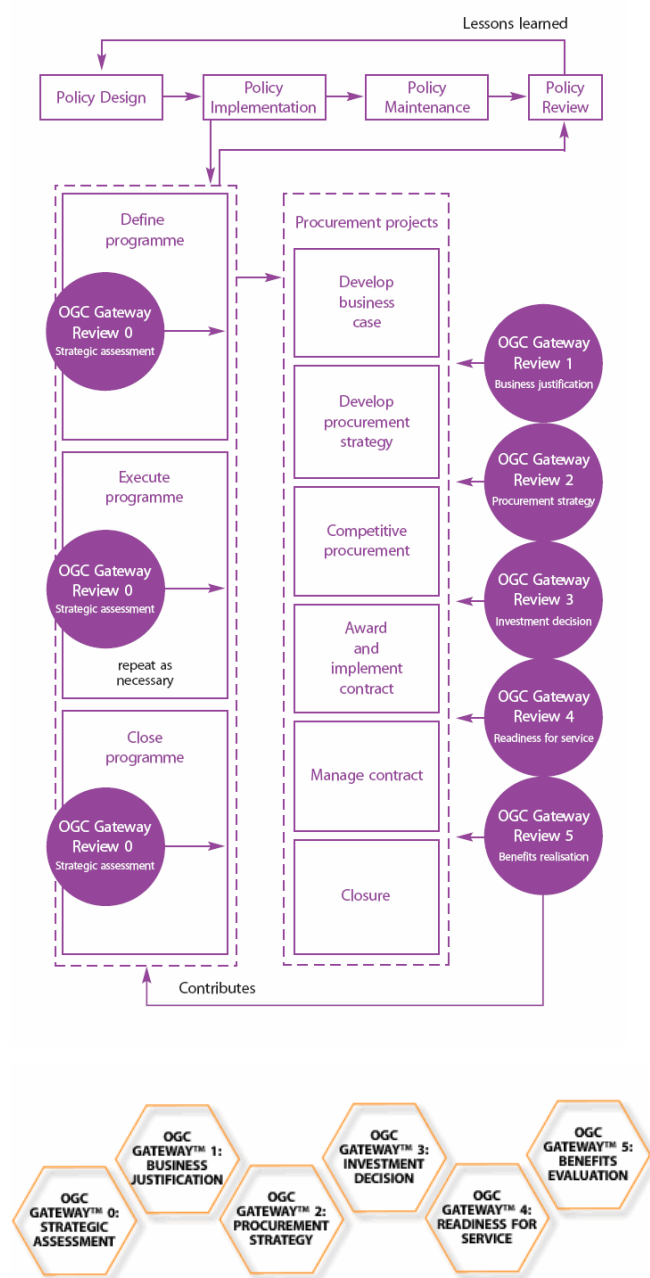 Lessons learned
Policy Design
Policy
Implementation
Policy
Maintenance
Policy
Review
Define
programme
OGC Gateway
Review 0
Strategic assessment
Execute
programme
OGC Gateway
Review 0
Strategic assessment
repeat as
necessary
Close
programme
OGC Gateway
Review 0
Strategic assessment
Procurement projects
Develop
business
case
Develop
procurement
strategy
Competitive
procurement
Award
and
implement
contract
Manage contract
Closure
OGC Gateway
Review 1
Business justification
OGC Gateway
Review 2
Procurement strategy
OGC Gateway
Review 3
Investment decision
OGC Gateway
Review 4
Readiness for service
OGC Gateway
Review 5
Benefits realisation
Contributes
OGC
GATEWAY™ 0:
STRATEGIC
ASSESSMENT
OGC
GATEWAY™ 1:
BUSINESS
JUSTIFICATION
OGC
GATEWAY™ 2:
PROCUREMENT
STRATEGY
OGC
GATEWAY™ 3:
INVESTMENT
DECISION
OGC
GATEWAY™ 4:
READINESS FOR
SERVICE
OGC
GATEWAY™ 5:
BENEFITS
EVALUATION